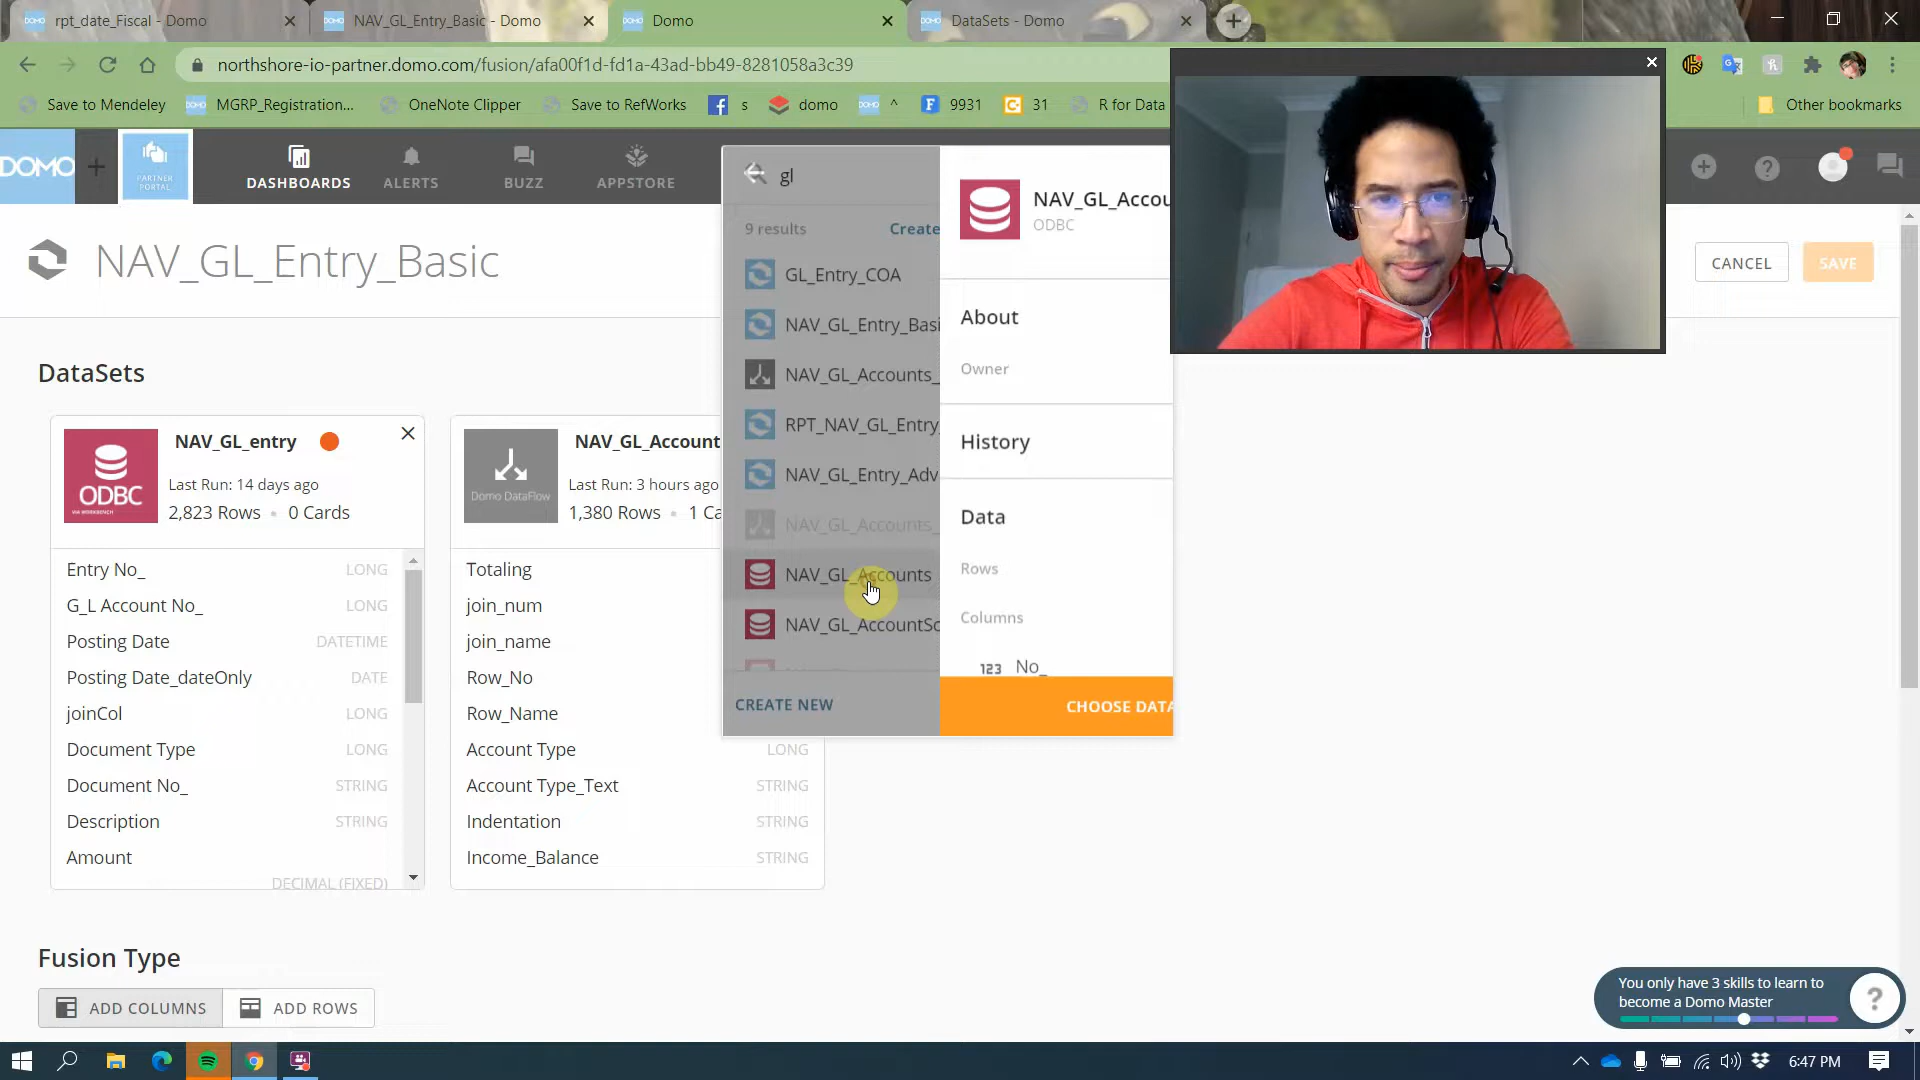 rpt_date_Fiscal - Domo
NAV_GL_Entry_Basic - Domo
Domo
DataSets - Domo
northshore-io-partner.domo.com/fusion/afa00f1d-fd1a-43ad-bb49-8281058a3c39
Save to Mendeley
MGRP_Registration...
OneNote Clipper
Save to RefWorks
s
domo
^
9931
31
R for Data
Other bookmarks
DOMO
PARTNER
PORTAL
DASHBOARDS
ALERTS
BUZZ
APPSTORE
NAV_GL_Entry_Basic
CANCEL
SAVE
gl
9 results
Create
GL_Entry_COA
NAV_GL_Entry_Basi
NAV_GL_Accounts_
RPT_NAV_GL_Entry_
NAV_GL_Entry_Adv
NAV_GL_Accounts_
NAV_GL_Accounts
NAV_GL_AccountSc
CREATE NEW
NAV_GL_Accou
ODBC
About
Owner
History
Data
Rows
Columns
123 No_
CHOOSE DATA
DataSets
NAV_GL_entry
Last Run: 14 days ago
2,823 Rows • 0 Cards
ODBC
VIA WORKBENCH
Entry No_ LONG
G_L Account No_ LONG
Posting Date DATETIME
Posting Date_dateOnly DATE
joinCol LONG
Document Type LONG
Document No_ STRING
Description STRING
Amount
DECIMAL (FIXED)
NAV_GL_Account
Last Run: 3 hours ago
1,380 Rows • 1 Ca
Domo DataFlow
Totaling
join_num
join_name
Row_No
Row_Name
Account Type LONG
Account Type_Text STRING
Indentation STRING
Income_Balance STRING
Fusion Type
ADD COLUMNS
ADD ROWS
You only have 3 skills to learn to
become a Domo Master
?
6:47 PM